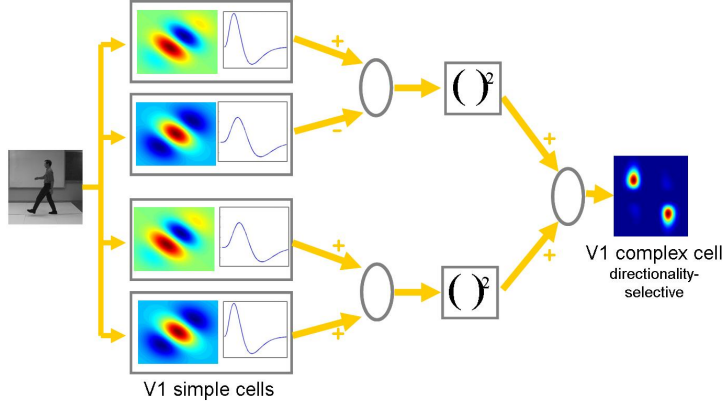 +
−
( )²
+
V1 complex cell
directionality-
selective
+
+
( )²
+
V1 simple cells